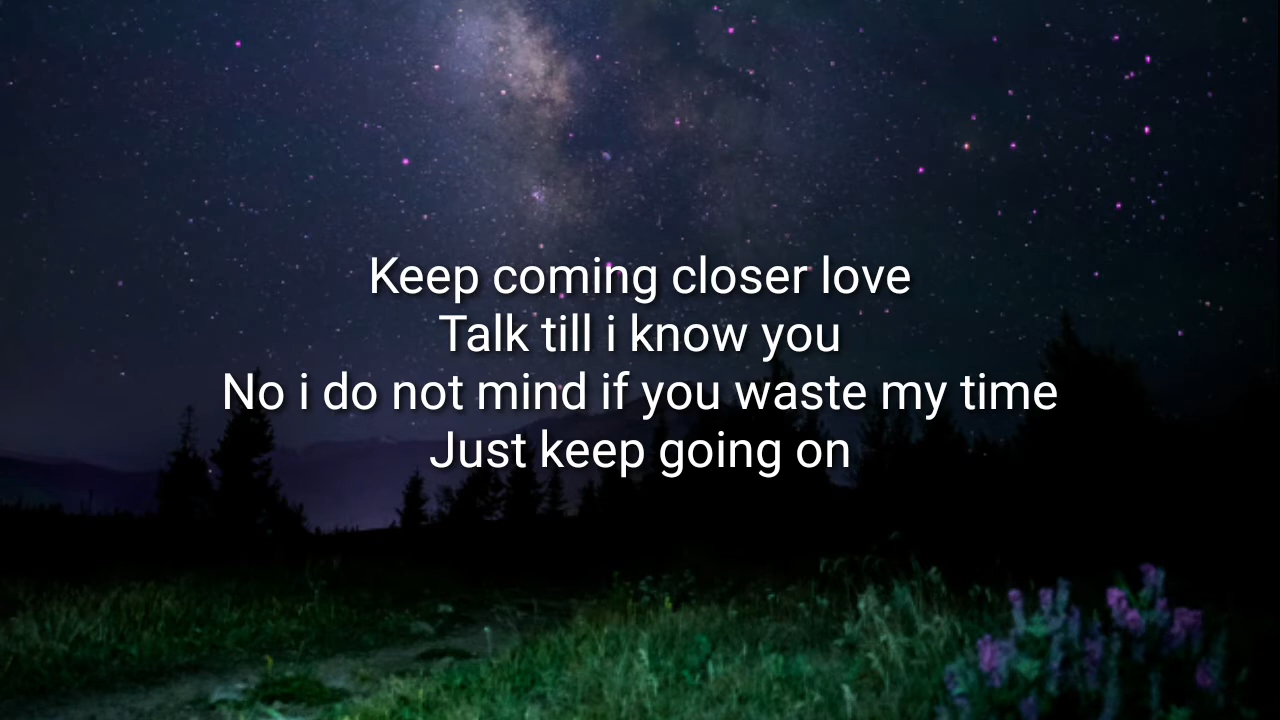 Keep coming closer love
Talk till i know you
No i do not mind if you waste my time
Just keep going on